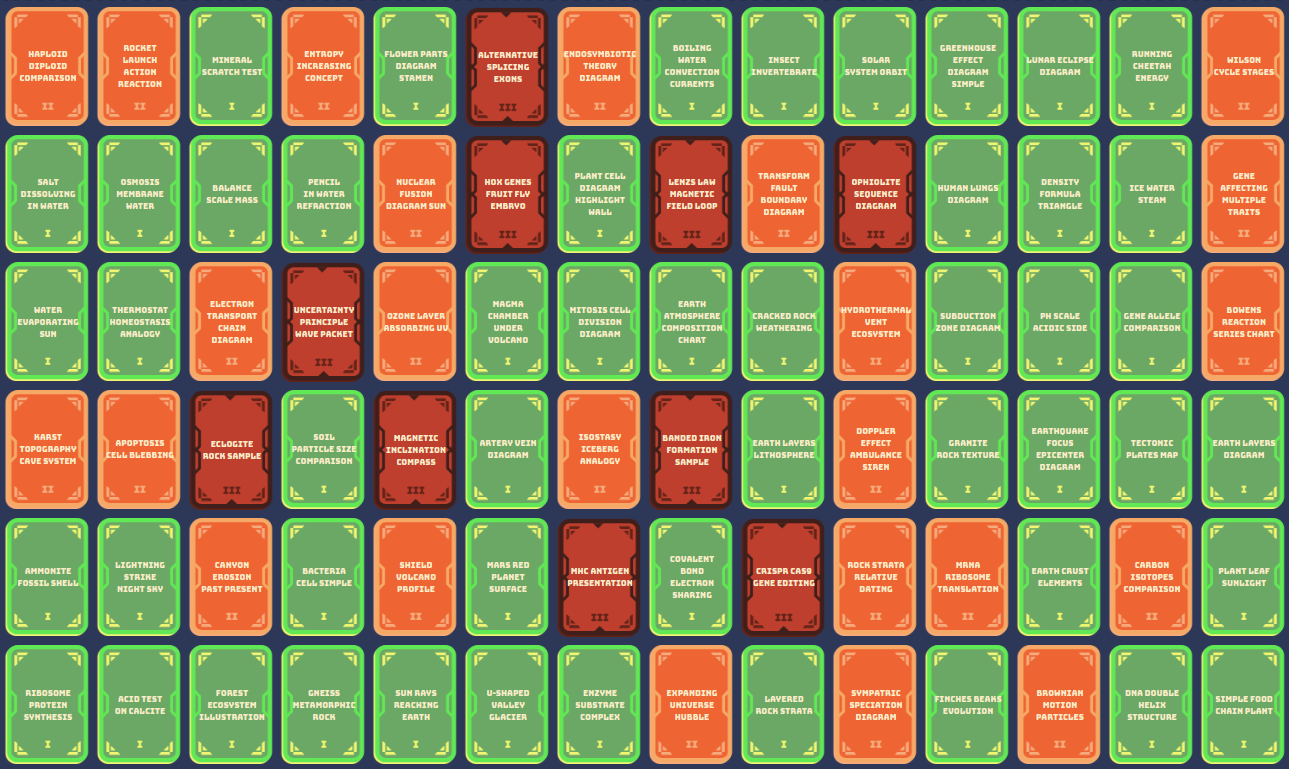 HAPLOID
DIPLOID
COMPARISON
II
ROCKET
LAUNCH
ACTION
REACTION
II
MINERAL
SCRATCH TEST
I
ENTROPY
INCREASING
CONCEPT
II
FLOWER PARTS
DIAGRAM
STAMEN
I
ALTERNATIVE
SPLICING
EXONS
III
ENDOSYMBIOTIC
THEORY
DIAGRAM
II
BOILING
WATER
CONVECTION
CURRENTS
I
INSECT
INVERTEBRATE
I
SOLAR
SYSTEM ORBIT
I
GREENHOUSE
EFFECT
DIAGRAM
SIMPLE
I
LUNAR ECLIPSE
DIAGRAM
I
RUNNING
CHEETAH
ENERGY
I
WILSON
CYCLE STAGES
II
SALT
DISSOLVING
IN WATER
I
OSMOSIS
MEMBRANE
WATER
I
BALANCE
SCALE MASS
I
PENCIL
IN WATER
REFRACTION
I
NUCLEAR
FUSION
DIAGRAM SUN
II
HOX GENES
FRUIT FLY
EMBRYO
III
PLANT CELL
DIAGRAM
HIGHLIGHT
WALL
I
LENZS LAW
MAGNETIC
FIELD LOOP
III
TRANSFORM
FAULT
BOUNDARY
DIAGRAM
II
OPHIOLITE
SEQUENCE
DIAGRAM
III
HUMAN LUNGS
DIAGRAM
I
DENSITY
FORMULA
TRIANGLE
I
ICE WATER
STEAM
I
GENE
AFFECTING
MULTIPLE
TRAITS
II
WATER
EVAPORATING
SUN
I
THERMOSTAT
HOMEOSTASIS
ANALOGY
I
ELECTRON
TRANSPORT
CHAIN
DIAGRAM
II
UNCERTAINTY
PRINCIPLE
WAVE PACKET
III
OZONE LAYER
ABSORBING UV
II
MAGMA
CHAMBER
UNDER
VOLCANO
I
MITOSIS CELL
DIVISION
DIAGRAM
I
EARTH
ATMOSPHERE
COMPOSITION
CHART
I
CRACKED ROCK
WEATHERING
I
HYDROTHERMAL
VENT
ECOSYSTEM
II
SUBDUCTION
ZONE DIAGRAM
I
PH SCALE
ACIDIC SIDE
I
GENE ALLELE
COMPARISON
I
BOWENS
REACTION
SERIES CHART
II
KARST
TOPOGRAPHY
CAVE SYSTEM
II
APOPTOSIS
CELL BLEBBING
II
ECLOGITE
ROCK SAMPLE
III
SOIL
PARTICLE SIZE
COMPARISON
I
MAGNETIC
INCLINATION
COMPASS
III
ARTERY VEIN
DIAGRAM
I
ISOSTASY
ICEBERG
ANALOGY
II
BANDED IRON
FORMATION
SAMPLE
III
EARTH LAYERS
LITHOSPHERE
I
DOPPLER
EFFECT
AMBULANCE
SIREN
II
GRANITE
ROCK TEXTURE
I
EARTHQUAKE
FOCUS
EPICENTER
DIAGRAM
I
TECTONIC
PLATES MAP
I
EARTH LAYERS
DIAGRAM
I
AMMONITE
FOSSIL SHELL
I
LIGHTNING
STRIKE
NIGHT SKY
I
CANYON
EROSION
PAST PRESENT
II
BACTERIA
CELL SIMPLE
I
SHIELD
VOLCANO
PROFILE
II
MARS RED
PLANET
SURFACE
I
MHC ANTIGEN
PRESENTATION
III
COVALENT
BOND
ELECTRON
SHARING
I
CRISPR CAS9
GENE EDITING
III
ROCK STRATA
RELATIVE
DATING
II
MRNA
RIBOSOME
TRANSLATION
II
EARTH CRUST
ELEMENTS
I
CARBON
ISOTOPES
COMPARISON
II
PLANT LEAF
SUNLIGHT
I
RIBOSOME
PROTEIN
SYNTHESIS
I
ACID TEST
ON CALCITE
I
FOREST
ECOSYSTEM
ILLUSTRATION
I
GNEISS
METAMORPHIC
ROCK
I
SUN RAYS
REACHING
EARTH
I
U-SHAPED
VALLEY
GLACIER
I
ENZYME
SUBSTRATE
COMPLEX
I
EXPANDING
UNIVERSE
HUBBLE
II
LAYERED
ROCK STRATA
I
SYMPATRIC
SPECIATION
DIAGRAM
II
FINCHES BEAKS
EVOLUTION
I
BROWNIAN
MOTION
PARTICLES
II
DNA DOUBLE
HELIX
STRUCTURE
I
SIMPLE FOOD
CHAIN PLANT
I